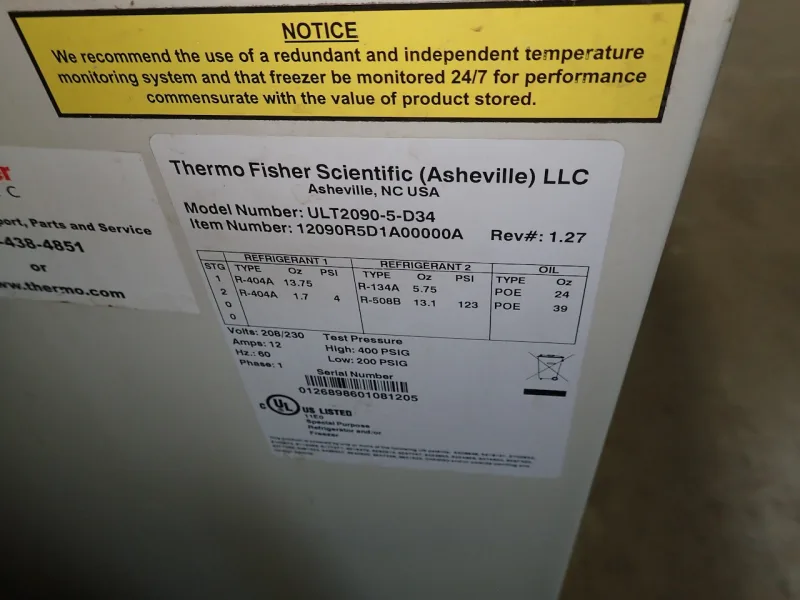 NOTICE
We recommend the use of a redundant and independent temperature
monitoring system and that freezer be monitored 24/7 for performance
commensurate with the value of product stored.
er
C
port, Parts and Service
-438-4851
or
ww.thermo.com
Thermo Fisher Scientific (Asheville) LLC
Asheville, NC USA
Model Number: ULT2090-5-D34
Item Number: 12090R5D1A00000A Rev#: 1.27
REFRIGERANT 1 REFRIGERANT 2 OIL
STG TYPE Oz PSI TYPE Oz PSI TYPE Oz
1 R-404A 13.75 R-134A 5.75 POE 24
2 R-404A 1.7 4 R-508B 13.1 123 POE 39
0
0
Volts: 208/230 Test Pressure
Amps: 12 High: 400 PSIG
Hz.: 60 Low: 200 PSIG
Phase: 1
Serial Number
0126898601081205
c UL US LISTED
11E0
Special Purpose
Refrigerator and/or
Freezer